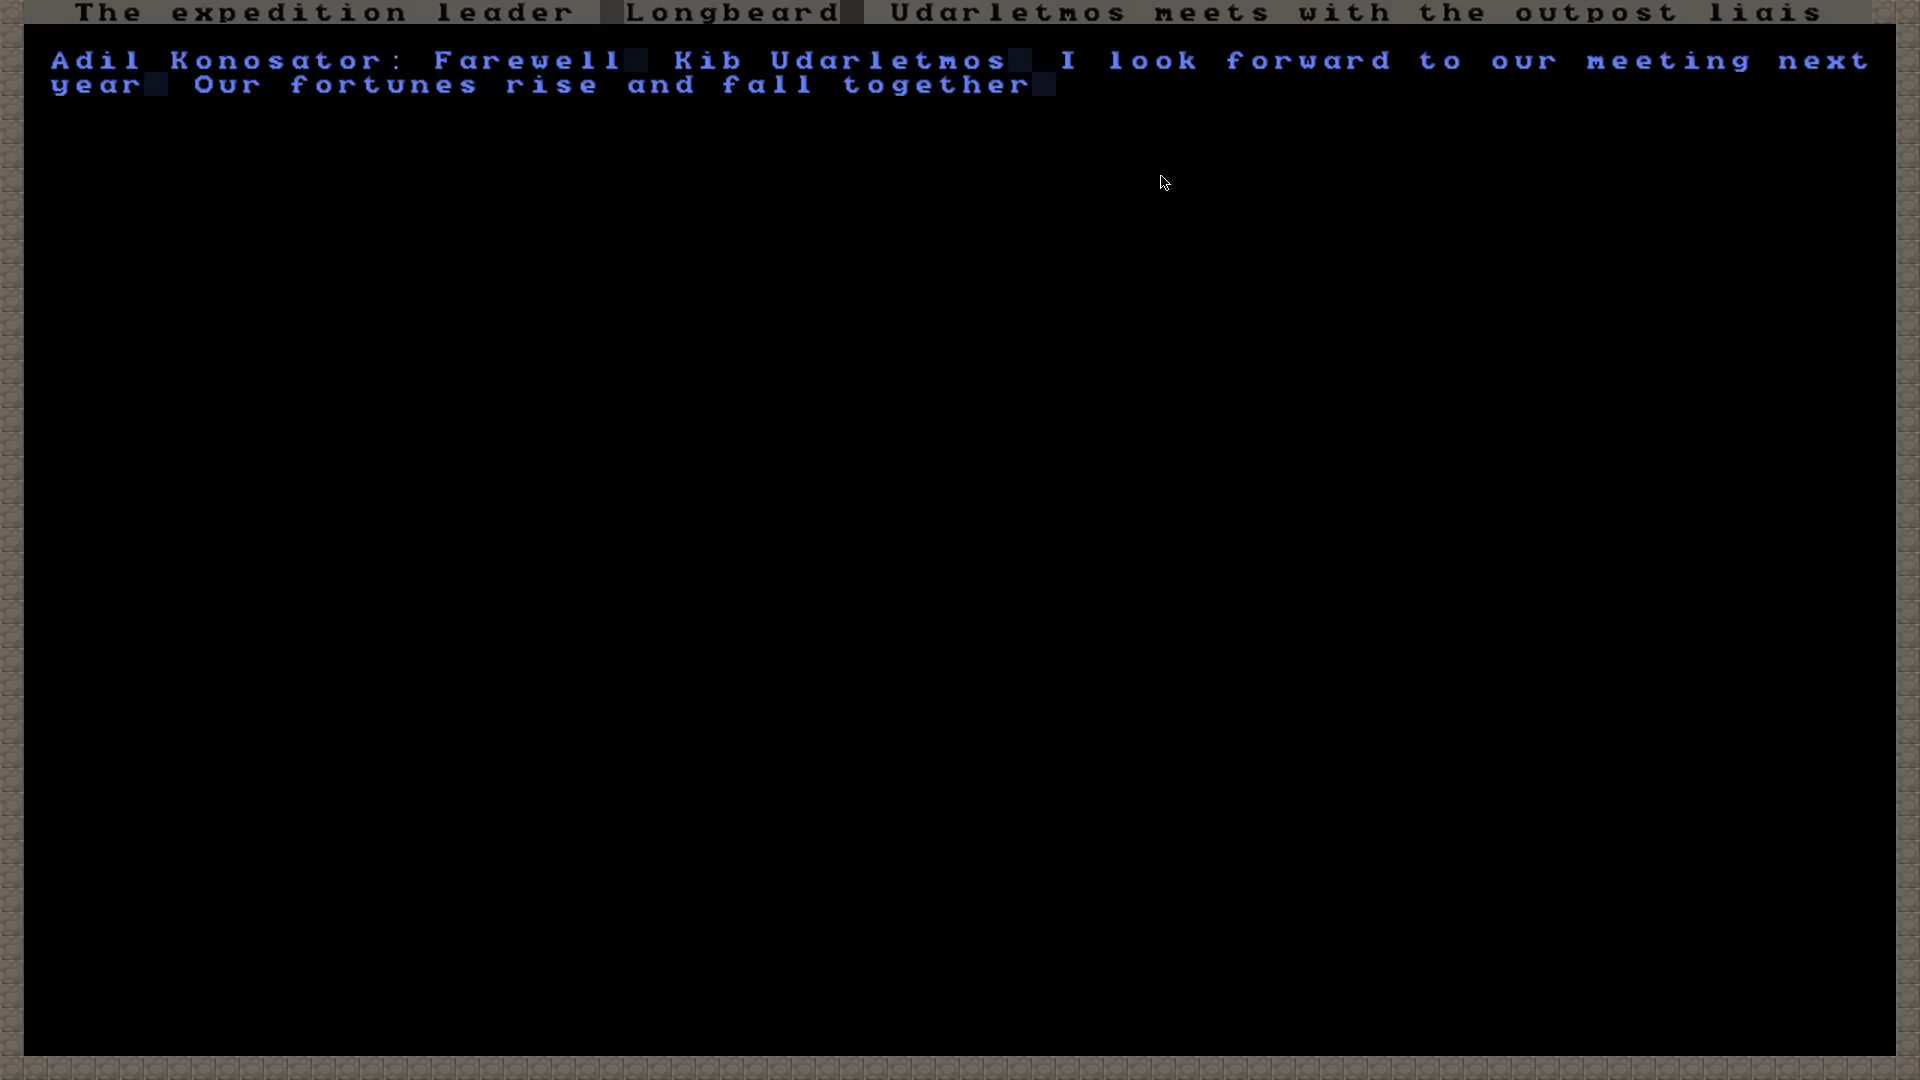 The expedition leader Longbeard Udarletmos meets with the outpost liais
Adil Konosator: Farewell Kib Udarletmos I look forward to our meeting next
year Our fortunes rise and fall together